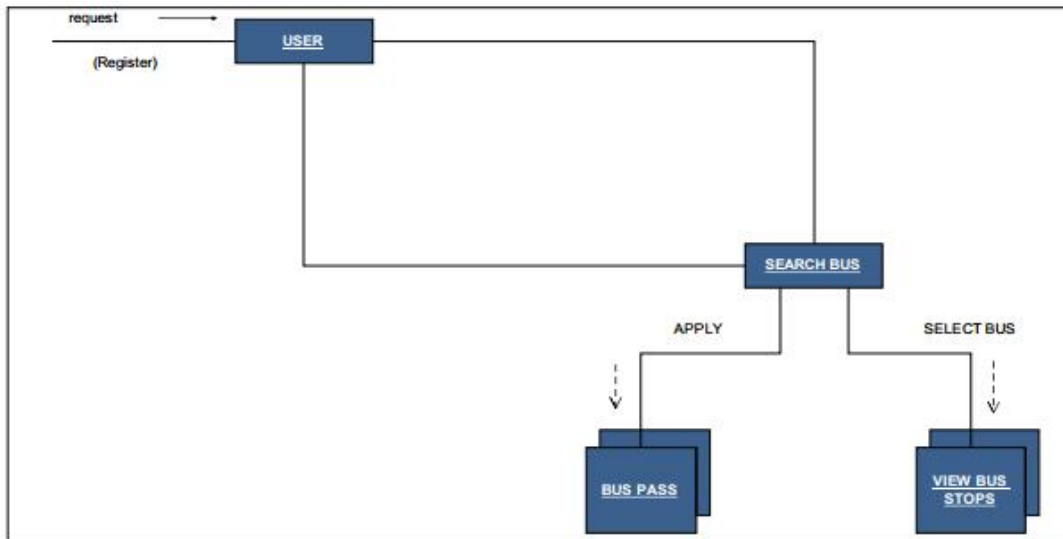 request
USER
(Register)
SEARCH BUS
APPLY
SELECT BUS
BUS PASS
VIEW BUS
STOPS